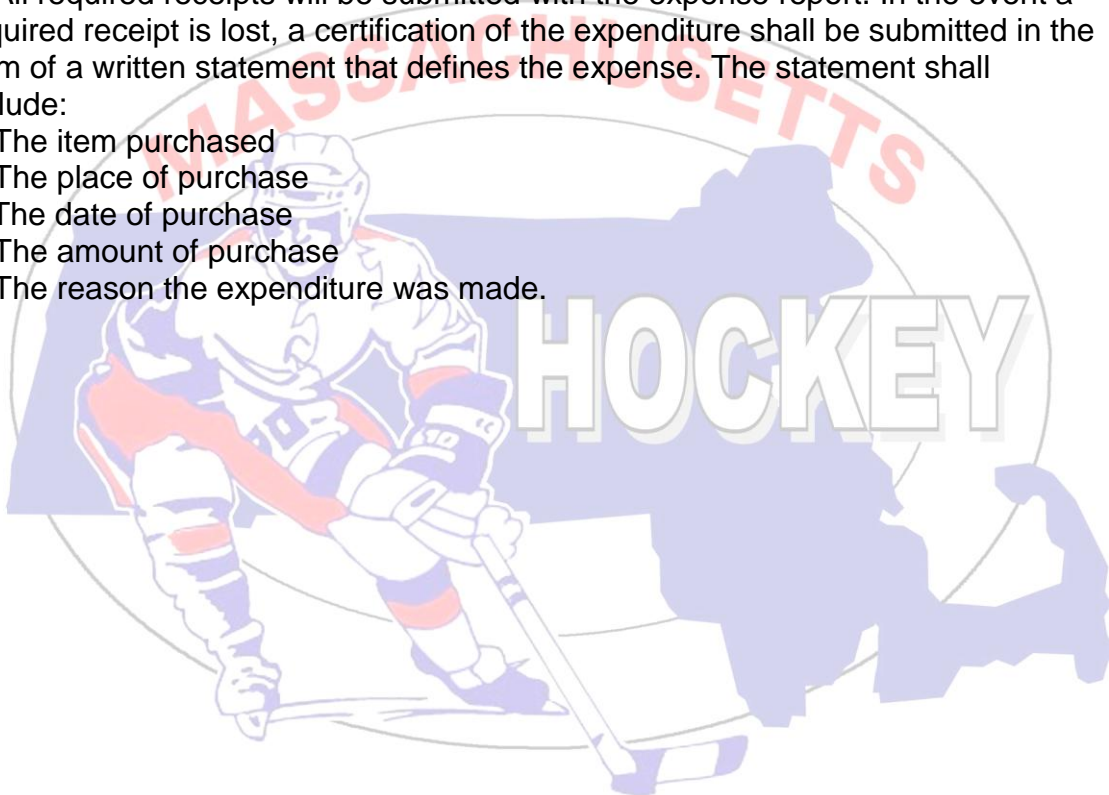 All required receipts will be submitted with the expense report. In the event a
quired receipt is lost, a certification of the expenditure shall be submitted in the
m of a written statement that defines the expense. The statement shall
lude:
The item purchased
The place of purchase
The date of purchase
The amount of purchase
The reason the expenditure was made.
MASSACHUSETTS
HOCKEY